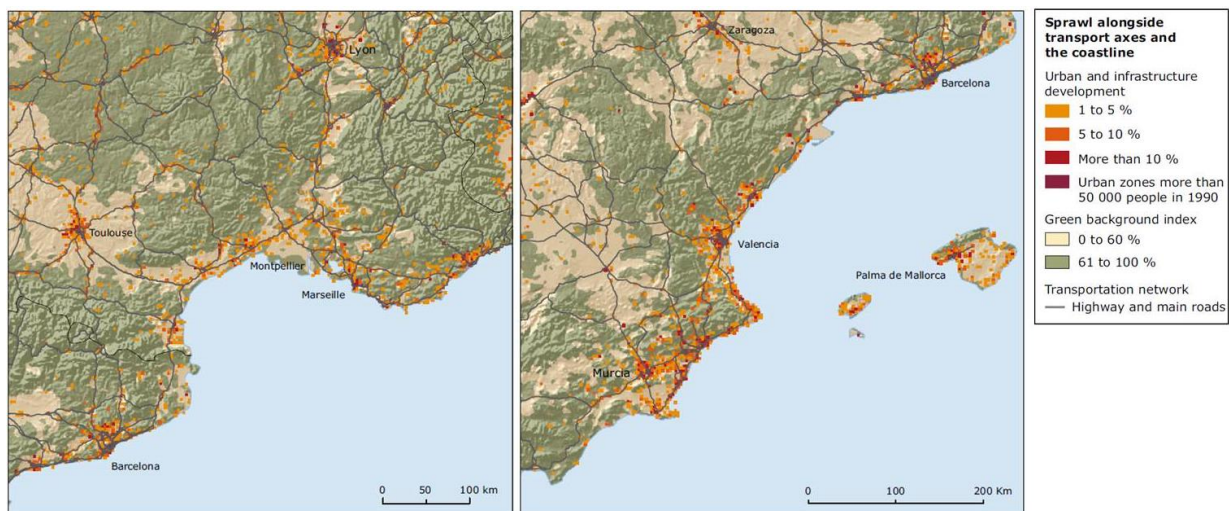 Lyon
Toulouse
Montpellier
Marseille
Barcelona
0 50 100 km
Zaragoza
Barcelona
Valencia
Palma de Mallorca
Murcia
0 100 200 Km
Sprawl alongside
transport axes and
the coastline
Urban and infrastructure
development
1 to 5 %
5 to 10 %
More than 10 %
Urban zones more than
50 000 people in 1990
Green background index
0 to 60 %
61 to 100 %
Transportation network
Highway and main roads